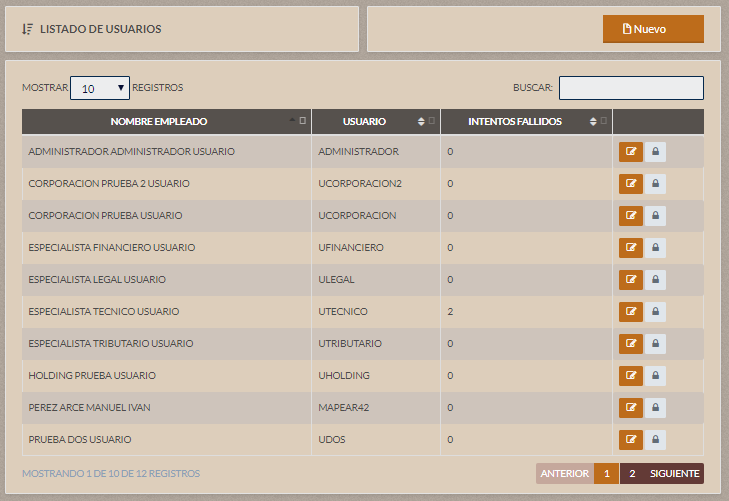 LISTADO DE USUARIOS
Nuevo
MOSTRAR 10 REGISTROS BUSCAR:
NOMBRE EMPLEADO USUARIO INTENTOS FALLIDOS
ADMINISTRADOR ADMINISTRADOR USUARIO ADMINISTRADOR 0
CORPORACION PRUEBA 2 USUARIO UCORPORACION2 0
CORPORACION PRUEBA USUARIO UCORPORACION 0
ESPECIALISTA FINANCIERO USUARIO UFINANCIERO 0
ESPECIALISTA LEGAL USUARIO ULEGAL 0
ESPECIALISTA TECNICO USUARIO UTECNICO 2
ESPECIALISTA TRIBUTARIO USUARIO UTRIBUTARIO 0
HOLDING PRUEBA USUARIO UHOLDING 0
PEREZ ARCE MANUEL IVAN MAPEAR42 0
PRUEBA DOS USUARIO UDOS 0
MOSTRANDO 1 DE 10 DE 12 REGISTROS ANTERIOR 1 2 SIGUIENTE